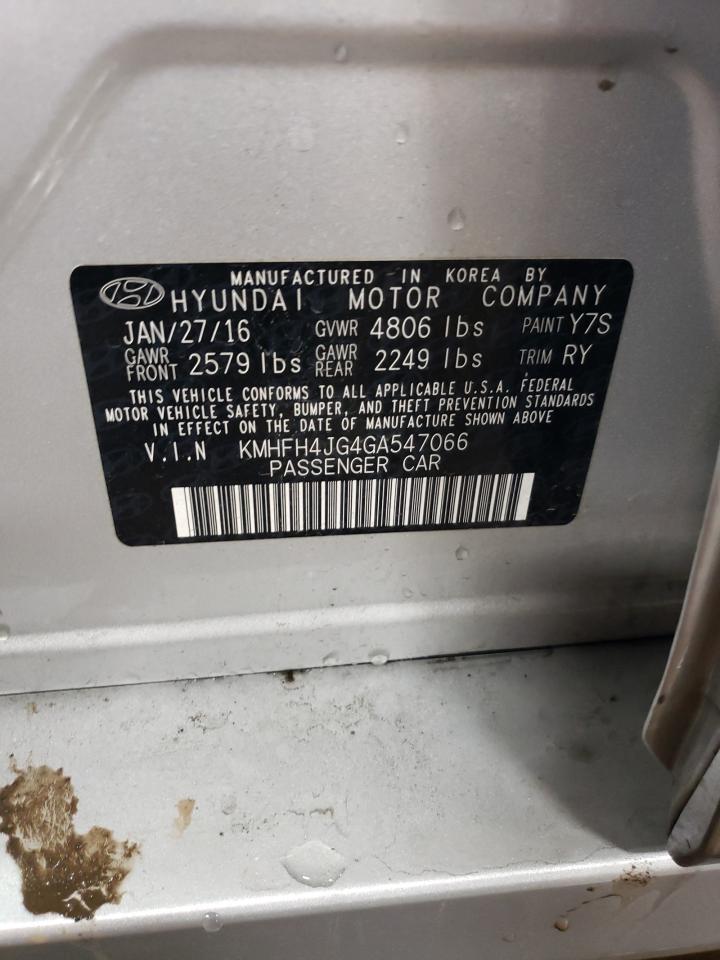 MANUFACTURED IN KOREA BY
HYUNDAI MOTOR COMPANY
JAN/27/16 GVWR 4806 lbs PAINT Y7S
GAWR FRONT 2579 lbs GAWR REAR 2249 lbs TRIM RY
THIS VEHICLE CONFORMS TO ALL APPLICABLE U.S.A. FEDERAL
MOTOR VEHICLE SAFETY, BUMPER, AND THEFT PREVENTION STANDARDS
IN EFFECT ON THE DATE OF MANUFACTURE SHOWN ABOVE
V.I.N KMHFH4JG4GA547066
PASSENGER CAR